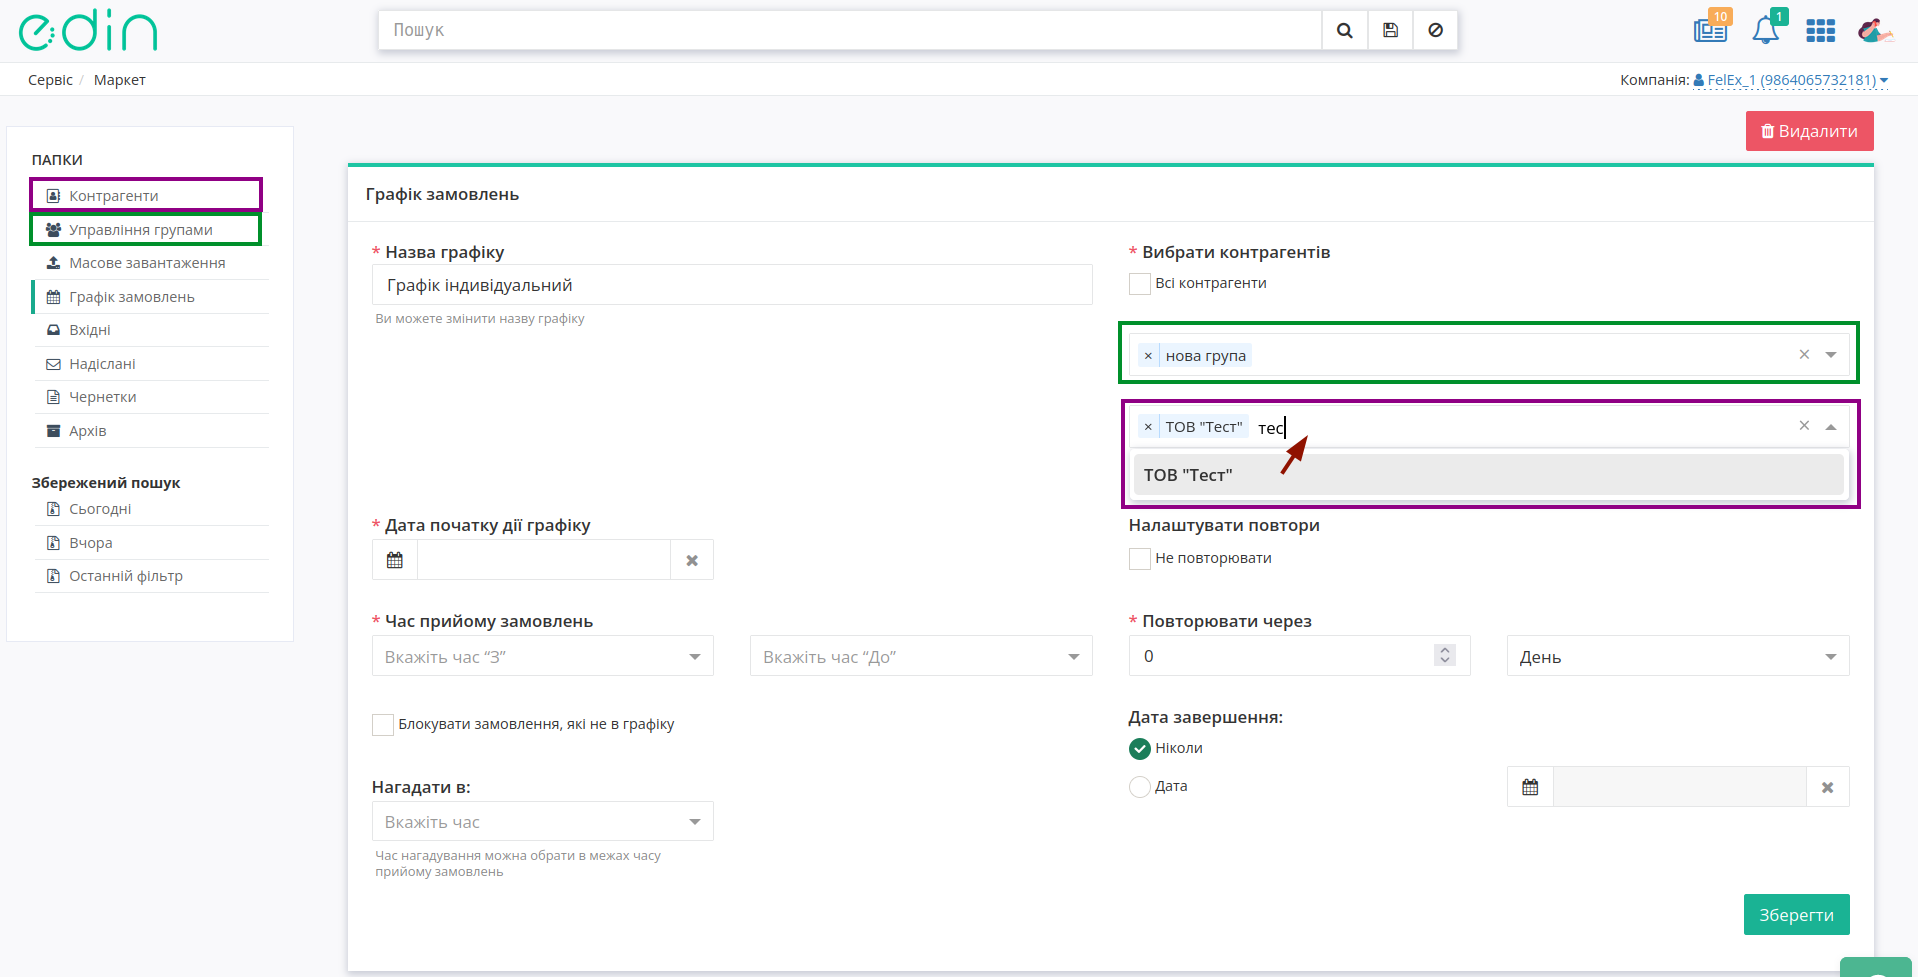 edin
Пошук
10
1
Сервіс / Маркет
Компанія: FelEx_1 (9864065732181)
Видалити
ПАПКИ
Контрагенти
Управління групами
Масове завантаження
Графік замовлень
Вхідні
Надіслані
Чернетки
Архів
Збережений пошук
Сьогодні
Вчора
Останній фільтр
Графік замовлень
* Назва графіку
Графік індивідуальний
Ви можете змінити назву графіку
* Вибрати контрагентів
Всі контрагенти
× нова група ×
× ТОВ "Тест" тес ×
ТОВ "Тест"
* Дата початку дії графіку
Налаштувати повтори
Не повторювати
* Час прийому замовлень
Вкажіть час “З”
Вкажіть час “До”
* Повторювати через
0
День
Блокувати замовлення, які не в графіку
Дата завершення:
Ніколи
Дата
Нагадати в:
Вкажіть час
Час нагадування можна обрати в межах часу
прийому замовлень
Зберегти